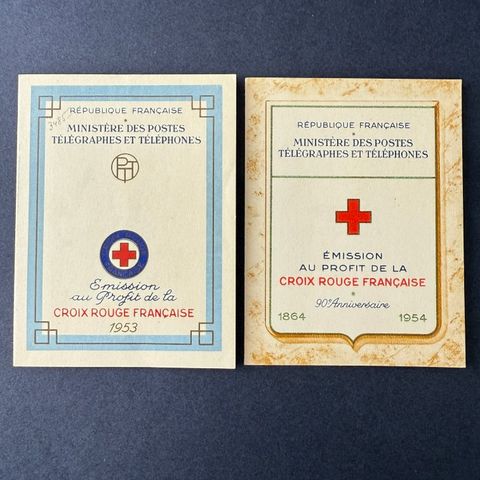 RÉPUBLIQUE FRANÇAISE
MINISTÈRE DES POSTES
TÉLÉGRAPHES ET TÉLÉPHONES
PTT
Émission
au Profit de la
CROIX ROUGE FRANÇAISE
1953
RÉPUBLIQUE FRANÇAISE
MINISTÈRE DES POSTES
TÉLÉGRAPHES ET TÉLÉPHONES
ÉMISSION
AU PROFIT DE LA
CROIX ROUGE FRANÇAISE
90e Anniversaire
1864 1954